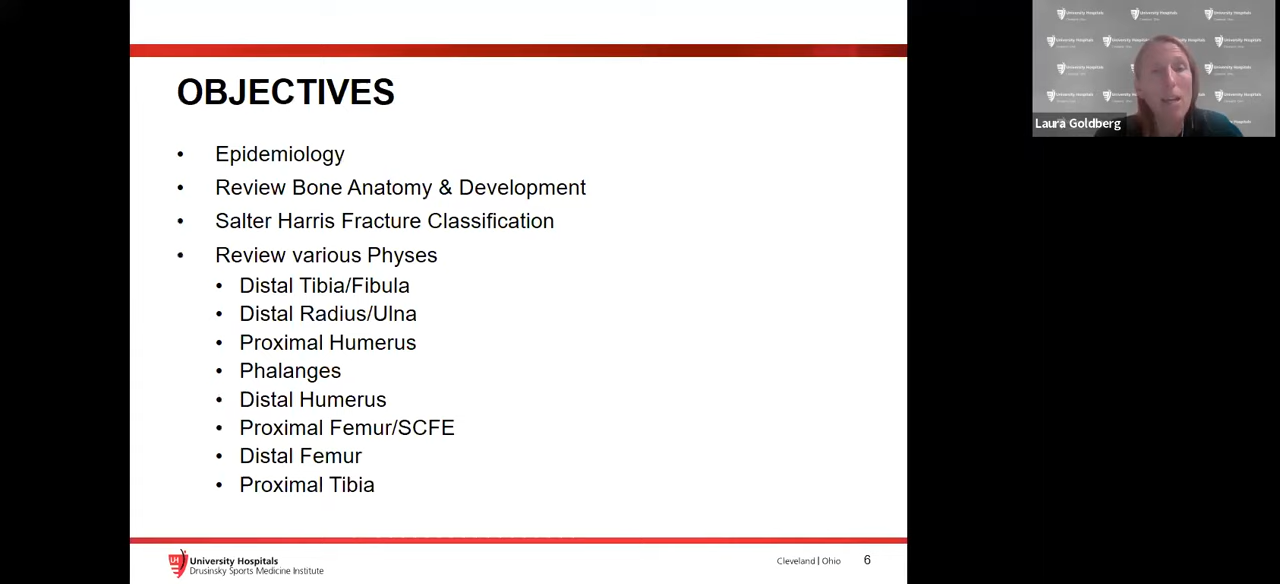 OBJECTIVES
• Epidemiology
• Review Bone Anatomy & Development
• Salter Harris Fracture Classification
• Review various Physes
• Distal Tibia/Fibula
• Distal Radius/Ulna
• Proximal Humerus
• Phalanges
• Distal Humerus
• Proximal Femur/SCFE
• Distal Femur
• Proximal Tibia
UH University Hospitals
Drusinsky Sports Medicine Institute
Cleveland | Ohio 6
Laura Goldberg